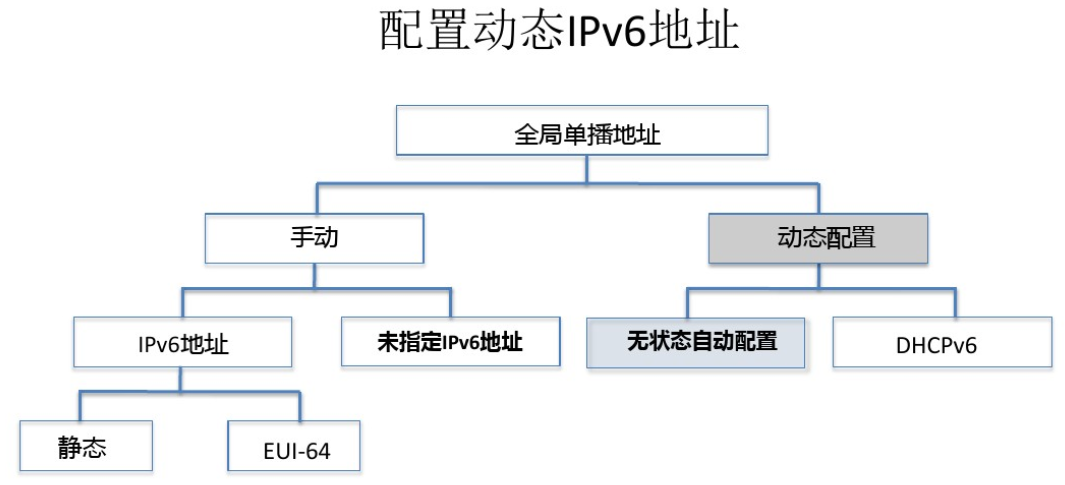 配置动态IPv6地址
全局单播地址
手动
动态配置
IPv6地址
未指定IPv6地址
无状态自动配置
DHCPv6
静态
EUI-64